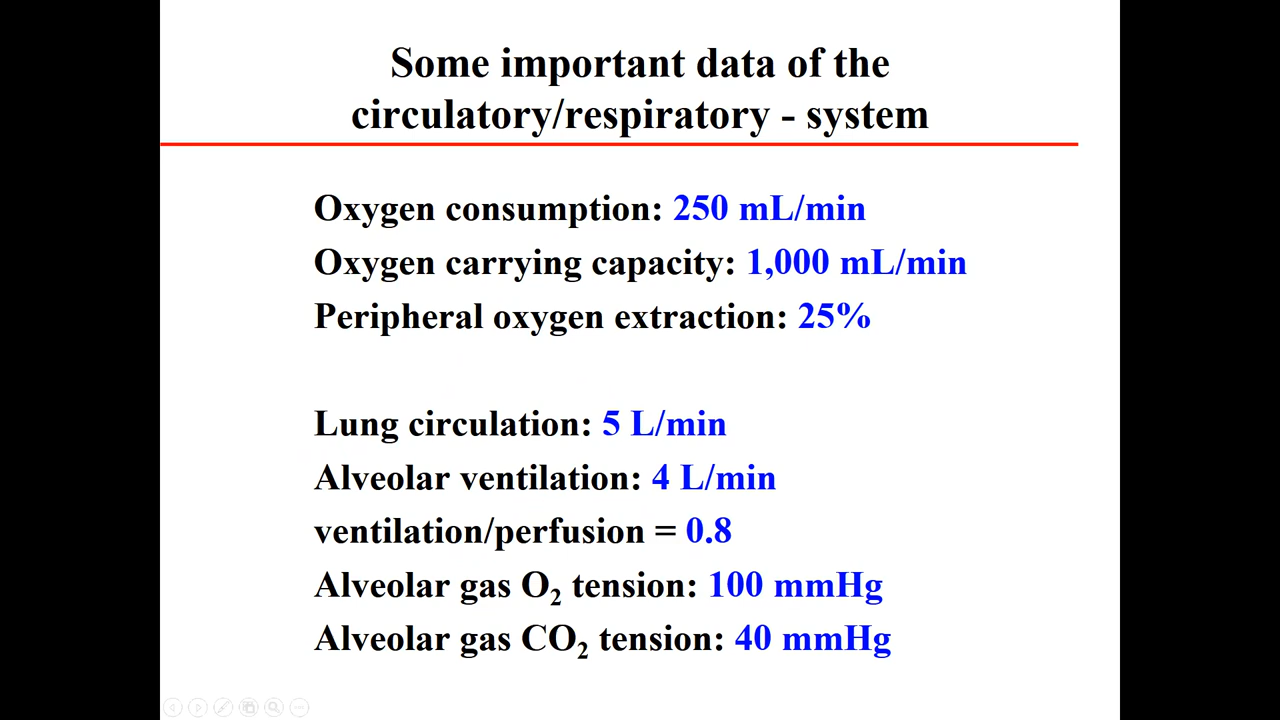 Some important data of the
circulatory/respiratory - system
Oxygen consumption: 250 mL/min
Oxygen carrying capacity: 1,000 mL/min
Peripheral oxygen extraction: 25%
Lung circulation: 5 L/min
Alveolar ventilation: 4 L/min
ventilation/perfusion = 0.8
Alveolar gas O₂ tension: 100 mmHg
Alveolar gas CO₂ tension: 40 mmHg